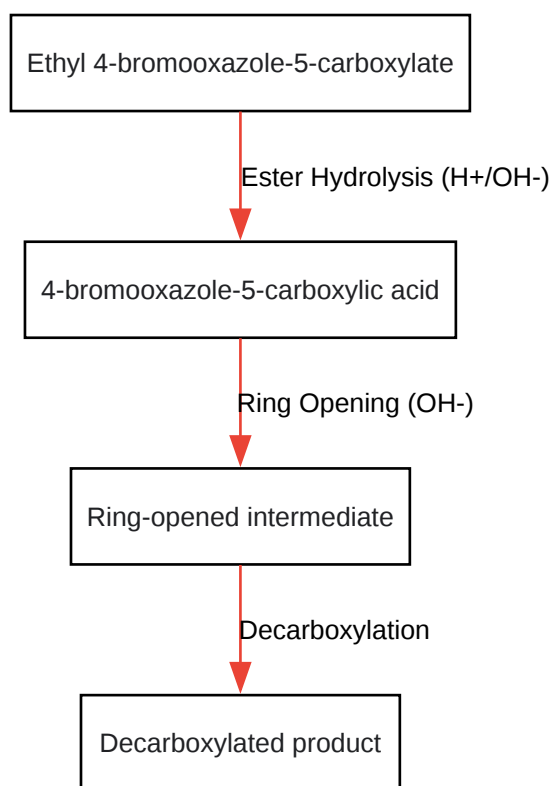 Ethyl 4-bromooxazole-5-carboxylate
Ester Hydrolysis (H+/OH-)
4-bromooxazole-5-carboxylic acid
Ring Opening (OH-)
Ring-opened intermediate
Decarboxylation
Decarboxylated product